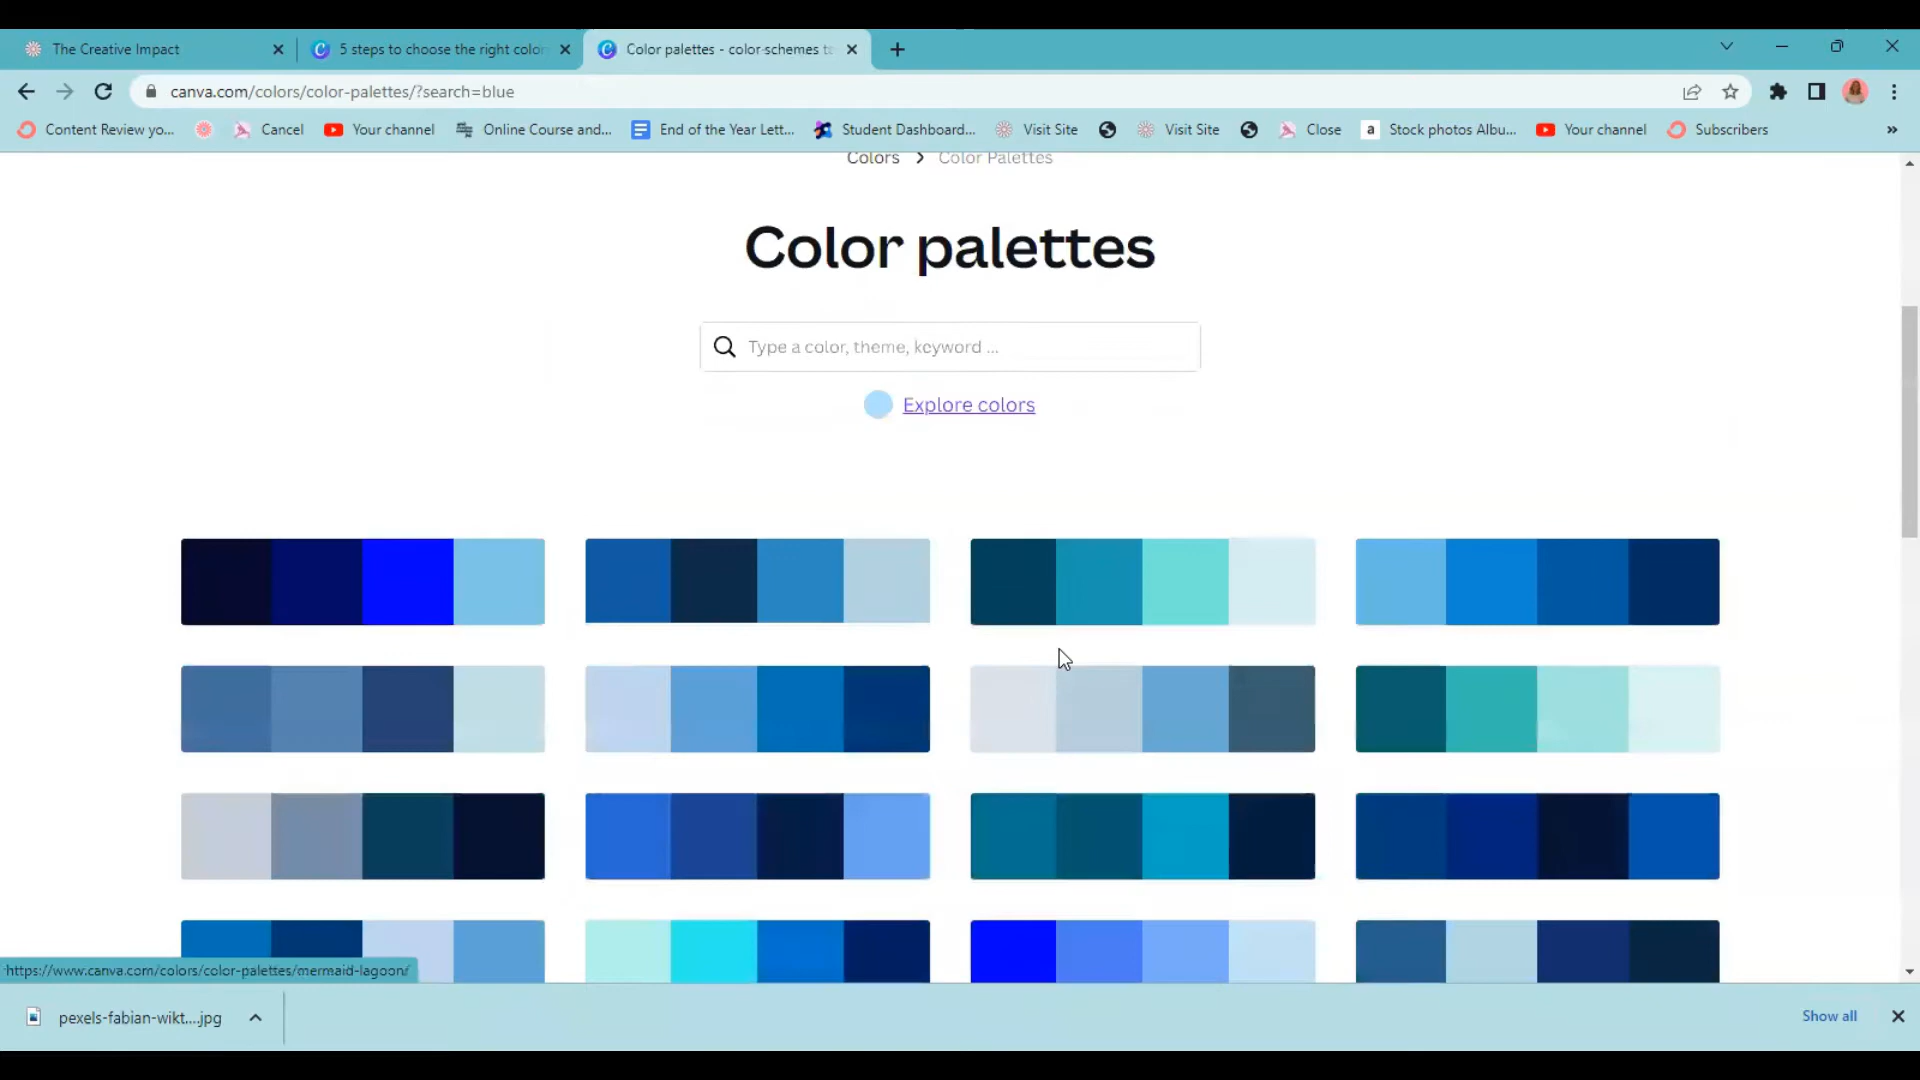 The Creative Impact
5 steps to choose the right color
Color palettes - color schemes te
canva.com/colors/color-palettes/?search=blue
Content Review yo...
Cancel
Your channel
Online Course and...
End of the Year Lett...
Student Dashboard...
Visit Site
Visit Site
Close
a
Stock photos Albu...
Your channel
Subscribers
»
Colors > Color Palettes
Color palettes
Type a color, theme, keyword ...
Explore colors
https://www.canva.com/colors/color-palettes/mermaid-lagoon/
pexels-fabian-wikt....jpg
Show all